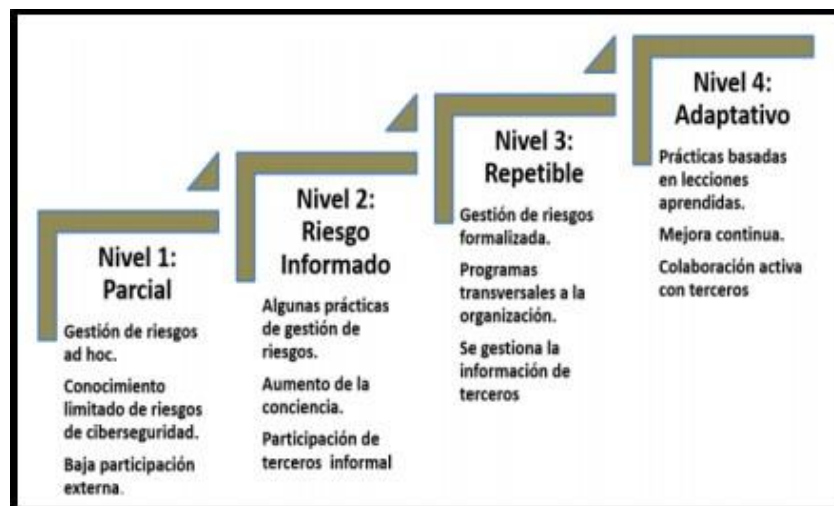 Nivel 1:
Parcial
Gestión de riesgos
ad hoc.
Conocimiento
limitado de riesgos
de ciberseguridad.
Baja participación
externa.
Nivel 2:
Riesgo
Informado
Algunas prácticas
de gestión de
riesgos.
Aumento de la
conciencia.
Participación de
terceros informal
Nivel 3:
Repetible
Gestión de riesgos
formalizada.
Programas
transversales a la
organización.
Se gestiona la
información de
terceros
Nivel 4:
Adaptativo
Prácticas basadas
en lecciones
aprendidas.
Mejora continua.
Colaboración activa
con terceros